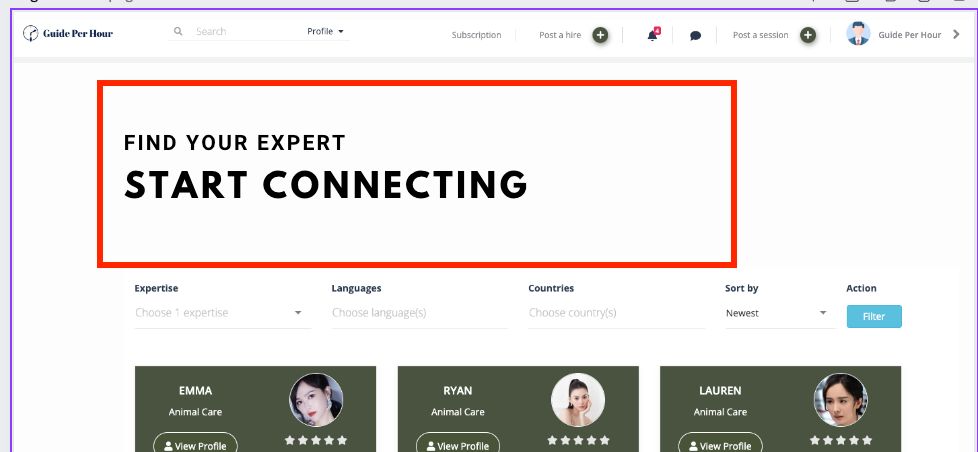 Guide Per Hour
Search
Profile
Subscription
Post a hire
4
Post a session
Guide Per Hour
FIND YOUR EXPERT
START CONNECTING
Expertise
Languages
Countries
Sort by
Action
Choose 1 expertise
Choose language(s)
Choose country(s)
Newest
Filter
EMMA
Animal Care
View Profile
RYAN
Animal Care
View Profile
LAUREN
Animal Care
View Profile